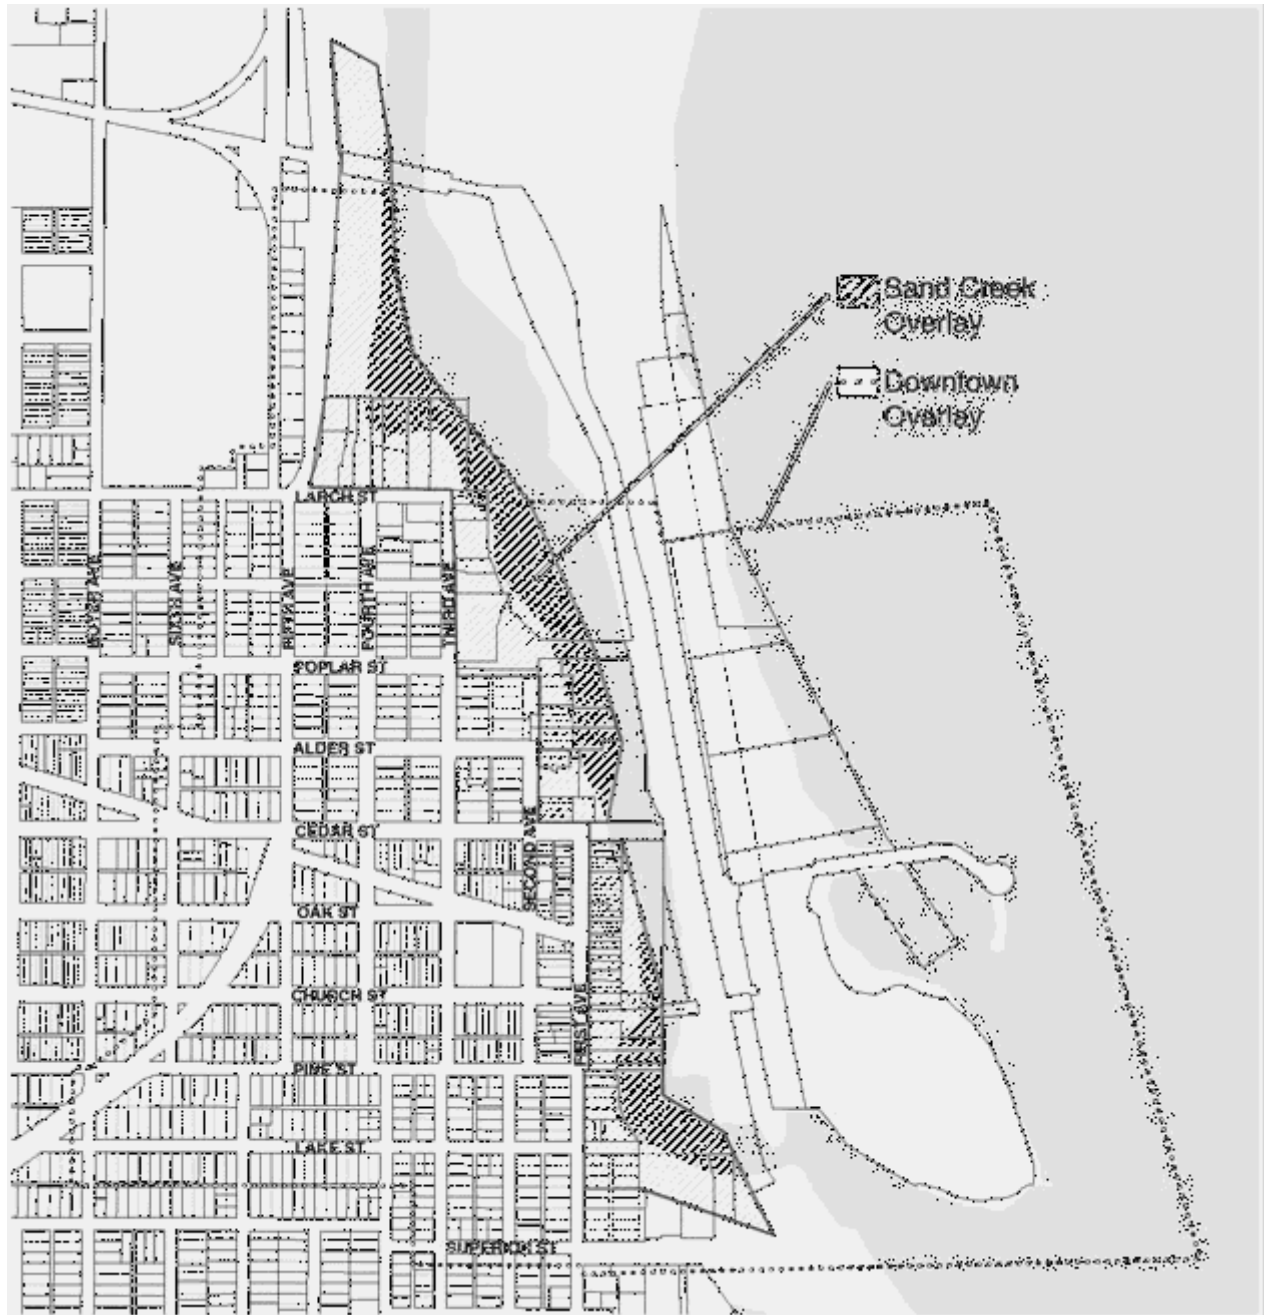 Sand Creek
Overlay
Downtown
Overlay
LARCH ST
SIXTH AVE
FIFTH AVE
FOURTH AVE
THIRD AVE
POPLAR ST
ALDER ST
CEDAR ST
SECOND AVE
OAK ST
CHURCH ST
FIRST AVE
PINE ST
LAKE ST
SUPERIOR ST